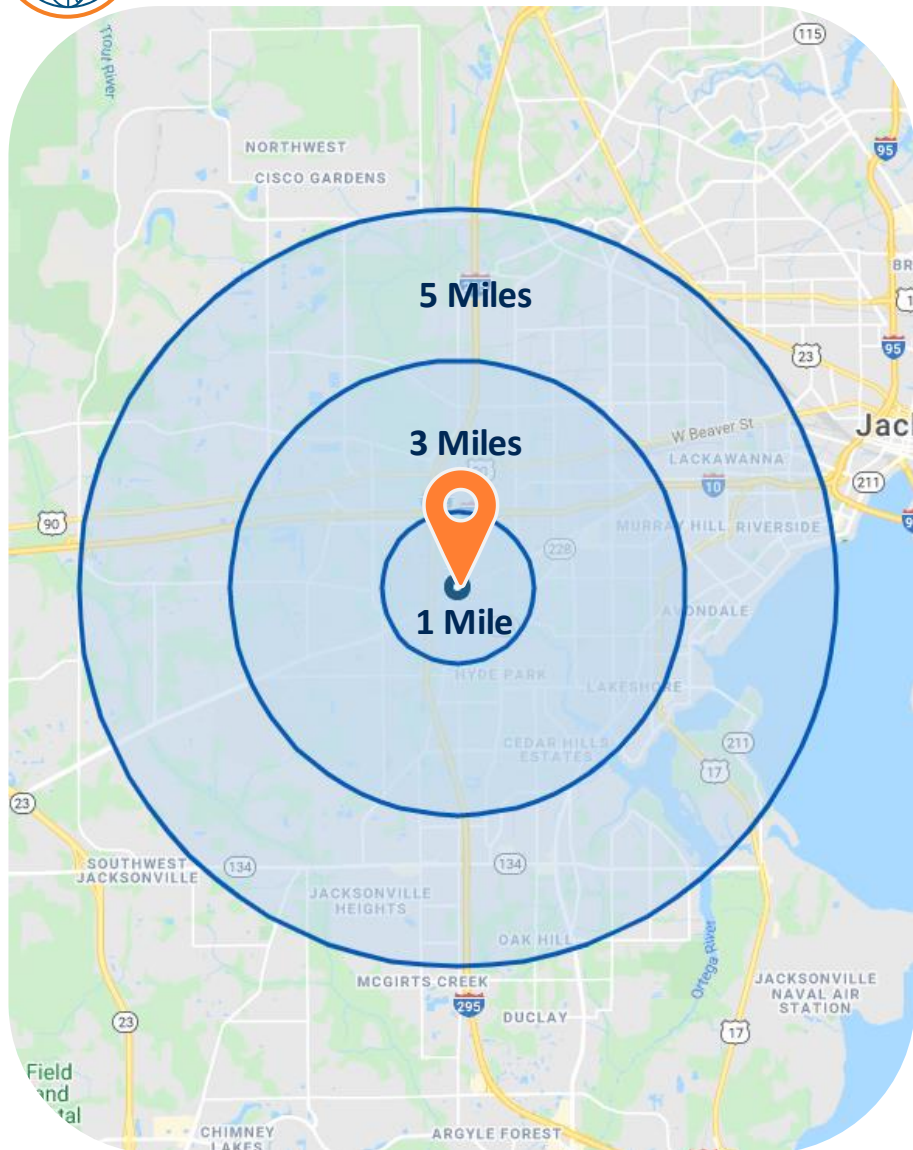 Trout River
115
NORTHWEST
CISCO GARDENS
95
5 Miles
23
95
W Beaver St
3 Miles
LACKAWANNA
10
211
90
MURRAY HILL
RIVERSIDE
228
AVONDALE
1 Mile
HYDE PARK
LAKESHORE
CEDAR HILLS
ESTATES
211
17
23
SOUTHWEST
JACKSONVILLE
134
134
JACKSONVILLE
HEIGHTS
OAK HILL
Ortega River
MCGIRTS CREEK
JACKSONVILLE
NAVAL AIR
STATION
295
DUCLAY
23
17
Field
CHIMNEY
LAKES
ARGYLE FOREST